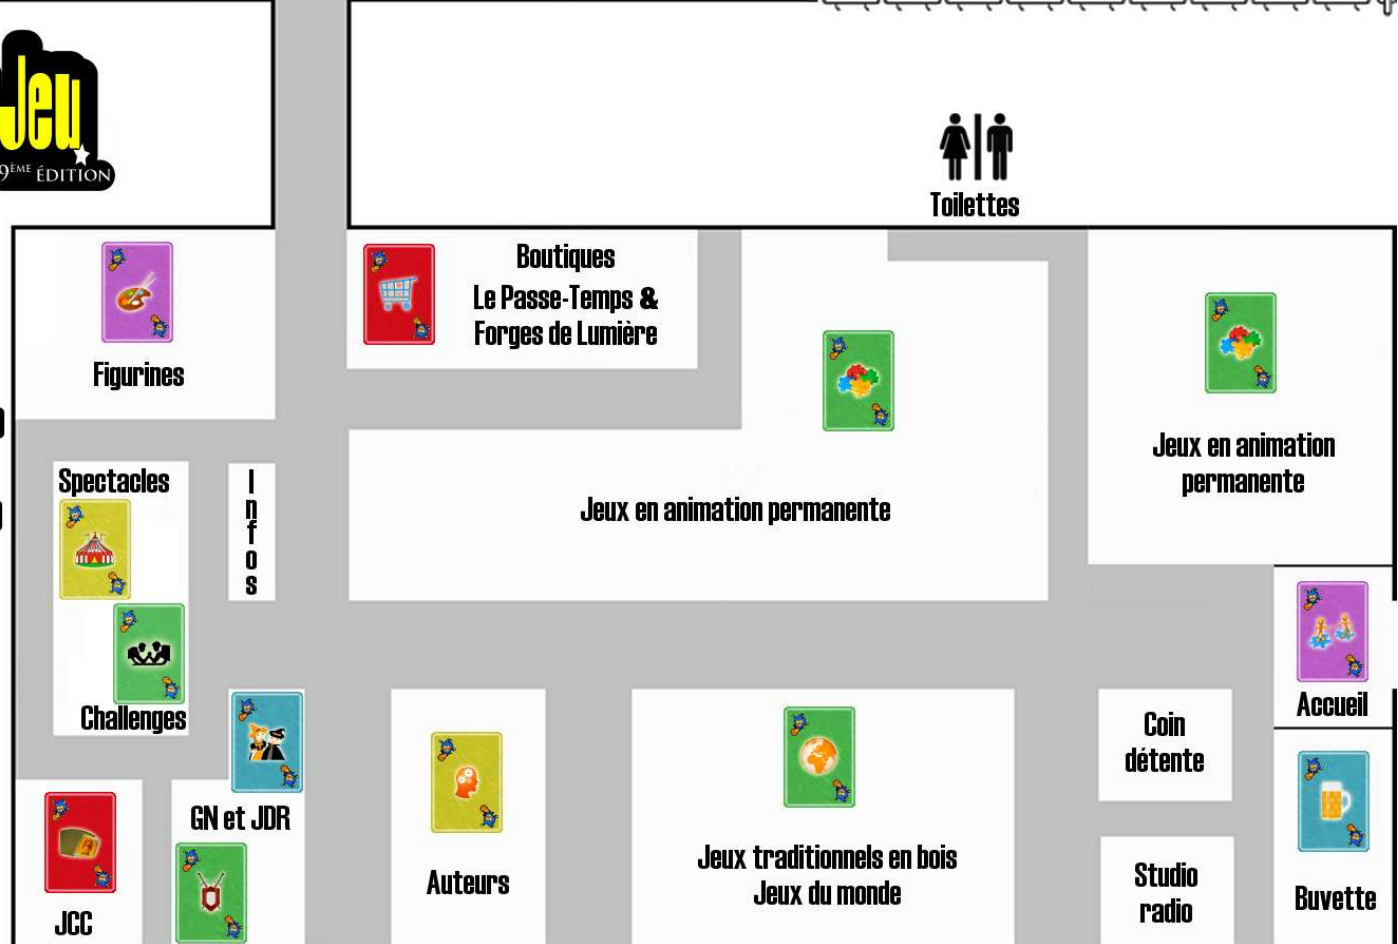 Jeu
9ÈME ÉDITION
Toilettes
Boutiques
Le Passe-Temps &
Forges de Lumière
Figurines
Jeux en animation
permanente
Spectacles
Infos
Jeux en animation permanente
Challenges
Accueil
Coin
détente
GN et JDR
Jeux traditionnels en bois
Jeux du monde
Auteurs
Studio
radio
Buvette
JCC